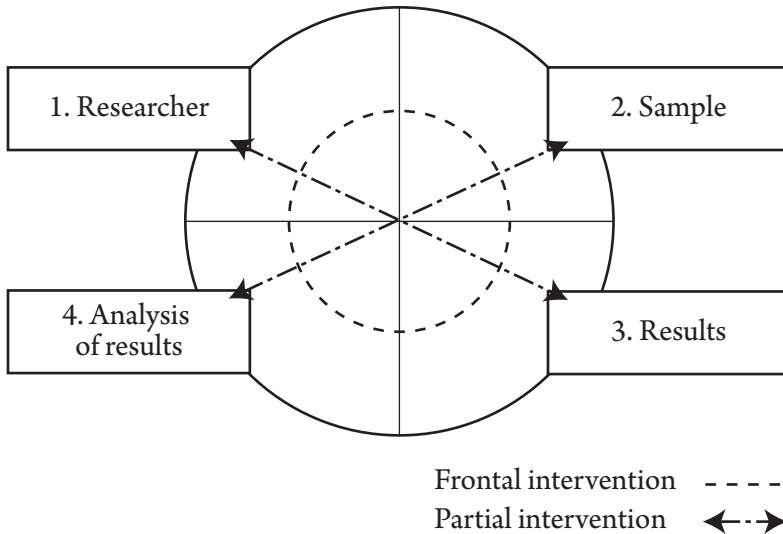 1. Researcher
2. Sample
4. Analysis
of results
3. Results
Frontal intervention
Partial intervention